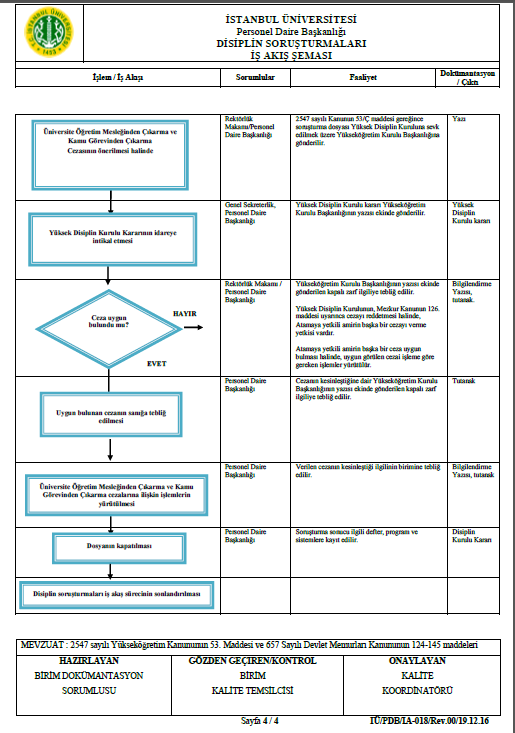 İSTANBUL ÜNİVERSİTESİ
Personel Daire Başkanlığı
DİSİPLİN SORUŞTURMALARI
İŞ AKIŞ ŞEMASI
İşlem / İş Akışı
Sorumlular
Faaliyet
Dokümantasyon
/ Çıktı
Üniversite Öğretim Mesleğinden Çıkarma ve
Kamu Görevinden Çıkarma
Cezasının önerilmesi halinde
Rektörlük
Makamı/Personel
Daire Başkanlığı
2547 sayılı Kanunun 53/Ç maddesi gereğince
soruşturma dosyası Yüksek Disiplin Kuruluna sevk
edilmek üzere Yükseköğretim Kurulu Başkanlığına
gönderilir.
Yazı
Yüksek Disiplin Kurulu Kararının idareye
intikal etmesi
Genel Sekreterlik,
Personel Daire
Başkanlığı
Yüksek Disiplin Kurulu kararı Yükseköğretim
Kurulu Başkanlığının yazısı ekinde gönderilir.
Yüksek
Disiplin
Kurulu kararı
Ceza uygun
bulundu mu?
HAYIR
EVET
Rektörlük Makamı /
Personel Daire
Başkanlığı
Yükseköğretim Kurulu Başkanlığının yazısı ekinde
gönderilen kapalı zarf ilgiliye tebliğ edilir.
Yüksek Disiplin Kurulunun, Mezkur Kanunun 126.
maddesi uyarınca cezayı reddetmesi halinde,
Atamaya yetkili amirin başka bir cezayı verme
yetkisi vardır.
Atamaya yetkili amirin başka bir ceza uygun
bulması halinde, uygun görülen cezai işleme göre
gereken işlemler yürütülür.
Bilgilendirme
Yazısı,
tutanak.
Uygun bulunan cezanın sanığa tebliğ
edilmesi
Personel Daire
Başkanlığı
Cezanın kesinleştiğine dair Yükseköğretim Kurulu
Başkanlığının yazısı ekinde gönderilen kapalı zarf
ilgiliye tebliğ edilir.
Tutanak
Üniversite Öğretim Mesleğinden Çıkarma ve Kamu
Görevinden Çıkarma cezalarına ilişkin işlemlerin
yürütülmesi
Personel Daire
Başkanlığı
Verilen cezanın kesinleştiği ilgilinin birimine tebliğ
edilir.
Bilgilendirme
Yazısı, tutanak
Dosyanın kapatılması
Personel Daire
Başkanlığı
Soruşturma sonucu ilgili defter, program ve
sistemlere kayıt edilir.
Disiplin
Kurulu Kararı
Disiplin soruşturmaları iş akış sürecinin sonlandırılması
MEVZUAT : 2547 sayılı Yükseköğretim Kanununun 53. Maddesi ve 657 Sayılı Devlet Memurları Kanununun 124-145 maddeleri
HAZIRLAYAN
BİRİM DOKÜMANTASYON
SORUMLUSU
GÖZDEN GEÇİREN/KONTROL
BİRİM
KALİTE TEMSİLCİSİ
ONAYLAYAN
KALİTE
KOORDİNATÖRÜ
Sayfa 4 / 4
İÜ/PDB/İA-018/Rev.00/19.12.16